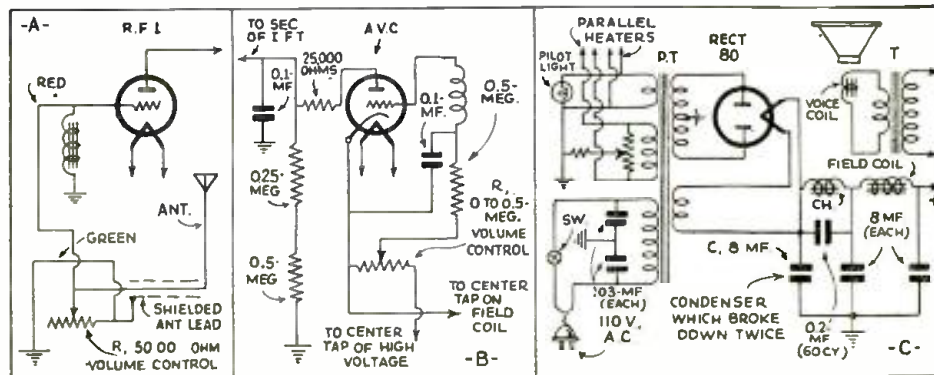 -A-
R.F. 1
RED
ANT.
GREEN
SHIELDED
ANT LEAD
R, 50 00 OHM
VOLUME CONTROL
TO SEC
OF I FT
A.V.C
25,000
OHMS
0.1-
MF
0.1-
MF.
0.5-
MEG.
0.25-
MEG
R,
0 TO 0.5-
MEG.
VOLUME
CONTROL
0.5-
MEG
TO CENTER
TAP ON
FIELD
COIL
TO CENTER
TAP OF HIGH
VOLTAGE
-B-
PARALLEL
HEATERS
PILOT
LIGHT
P.T
RECT
80
T
VOICE
COIL
FIELD COIL
CH
+
SW.
8 MF
(EACH)
C, 8 MF
.03-MF
(EACH)
110 V.
A C
CONDENSER
WHICH BROKE
DOWN TWICE
0.2-
MF
(60CY)
-C-